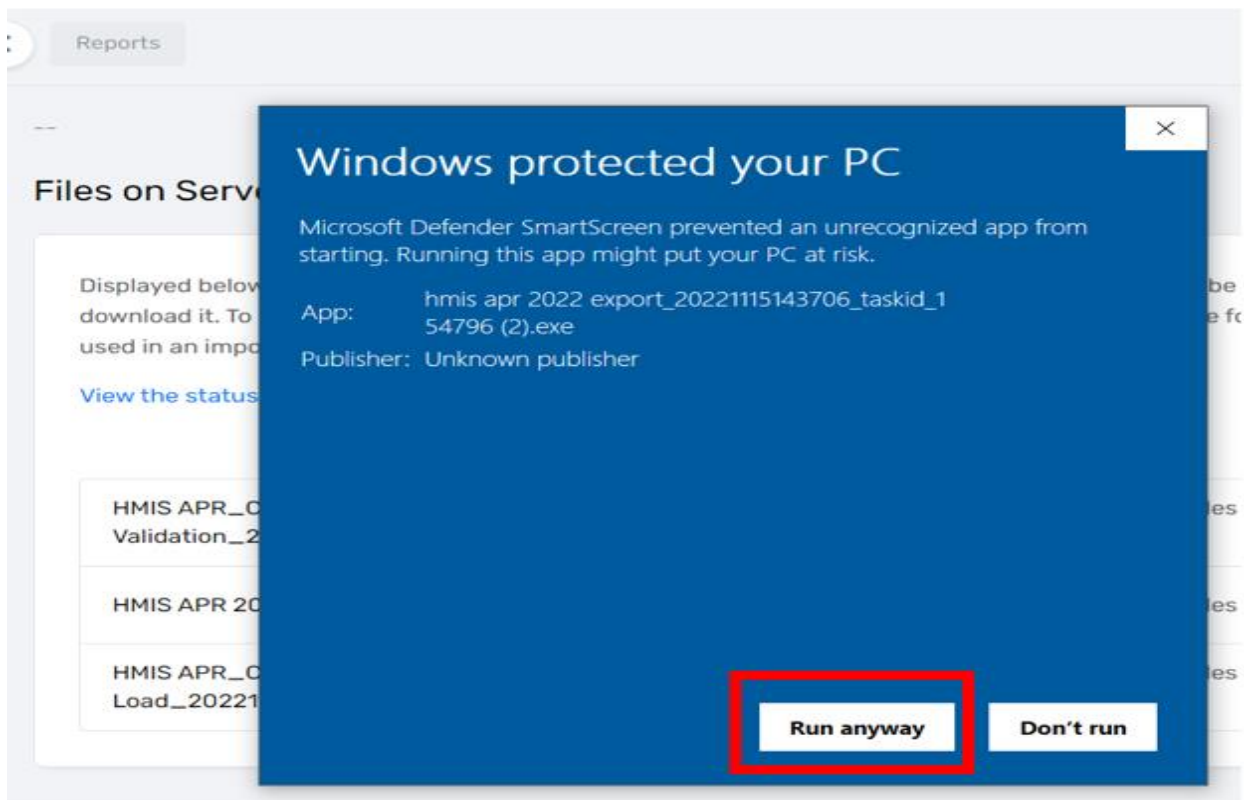 Reports
--
Windows protected your PC
Files on Serv
Microsoft Defender SmartScreen prevented an unrecognized app from
starting. Running this app might put your PC at risk.
Displayed below
be
App: hmis apr 2022 export_20221115143706_taskid_1
54796 (2).exe
download it. To
e fo
used in an impo
Publisher: Unknown publisher
View the status
HMIS APR_C
les
Validation_2
HMIS APR 20
les
HMIS APR_C
les
Load_20221
Run anyway
Don't run